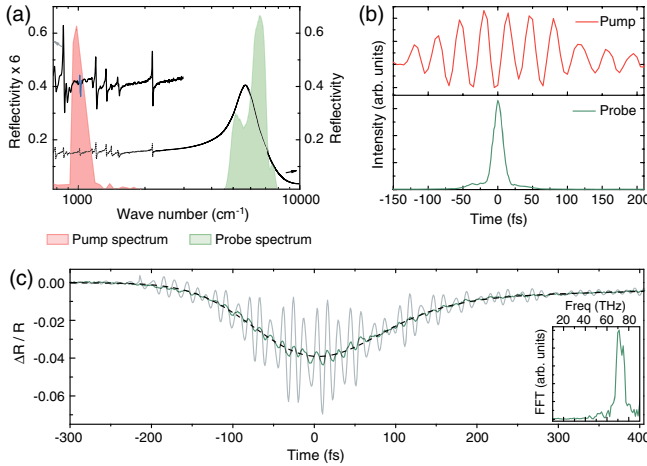 (a)
0.6
0.4
0.2
Reflectivity x 6
0.6
0.4
0.2
Reflectivity
1000
10000
Wave number (cm⁻¹)
Pump spectrum
Probe spectrum
(b)
Pump
Probe
Intensity (arb. units)
-150 -100 -50 0 50 100 150 200
Time (fs)
(c)
0.00
-0.02
-0.04
-0.06
ΔR / R
-300 -200 -100 0 100 200 300 400
Time (fs)
Freq (THz)
20 40 60 80
FFT (arb. units)